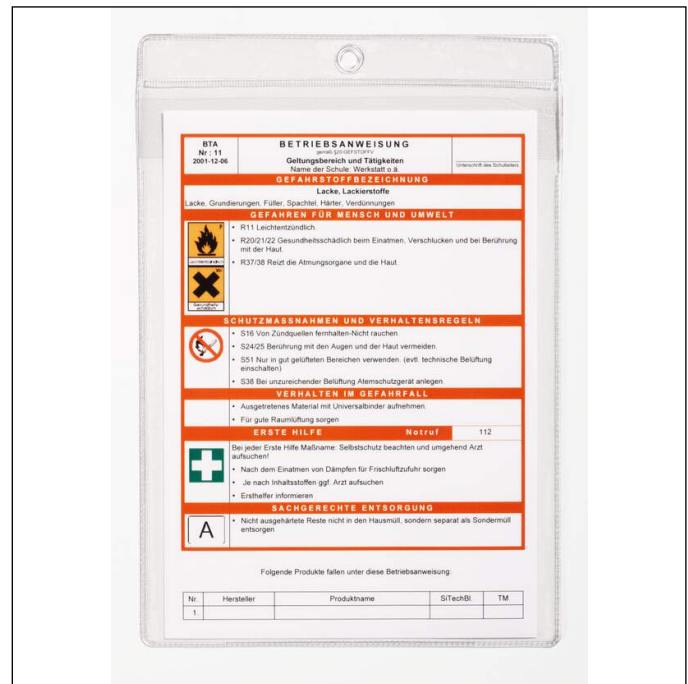 BTA
Nr : 11
2001-12-06
BETRIEBSANWEISUNG
gemäß §20 GEFSTOFFV
Geltungsbereich und Tätigkeiten
Name der Schule: Werkstatt o.ä.
Unterschrift des Schulleiters
GEFAHRSTOFFBEZEICHNUNG
Lacke, Lackierstoffe
Lacke, Grundierungen, Füller, Spachtel, Härter, Verdünnungen
GEFAHREN FÜR MENSCH UND UMWELT
F
Leichtentzündlich
Xn
Gesundheits-
schädlich
• R11 Leichtentzündlich.
• R20/21/22 Gesundheitsschädlich beim Einatmen, Verschlucken und bei Berührung
mit der Haut.
• R37/38 Reizt die Atmungsorgane und die Haut.
SCHUTZMASSNAHMEN UND VERHALTENSREGELN
• S16 Von Zündquellen fernhalten-Nicht rauchen.
• S24/25 Berührung mit den Augen und der Haut vermeiden.
• S51 Nur in gut gelüfteten Bereichen verwenden. (evtl. technische Belüftung
einschalten)
• S38 Bei unzureichender Belüftung Atemschutzgerät anlegen.
VERHALTEN IM GEFAHRFALL
• Ausgetretenes Material mit Universalbinder aufnehmen.
• Für gute Raumlüftung sorgen
ERSTE HILFE Notruf 112
Bei jeder Erste Hilfe Maßname: Selbstschutz beachten und umgehend Arzt
aufsuchen!
• Nach dem Einatmen von Dämpfen für Frischluftzufuhr sorgen
• Je nach Inhaltsstoffen ggf. Arzt aufsuchen
• Ersthelfer informieren
SACHGERECHTE ENTSORGUNG
A
• Nicht ausgehärtete Reste nicht in den Hausmüll, sondern separat als Sondermüll
entsorgen
Folgende Produkte fallen unter diese Betriebsanweisung:
Nr. Hersteller Produktname SiTechBl. TM
1.